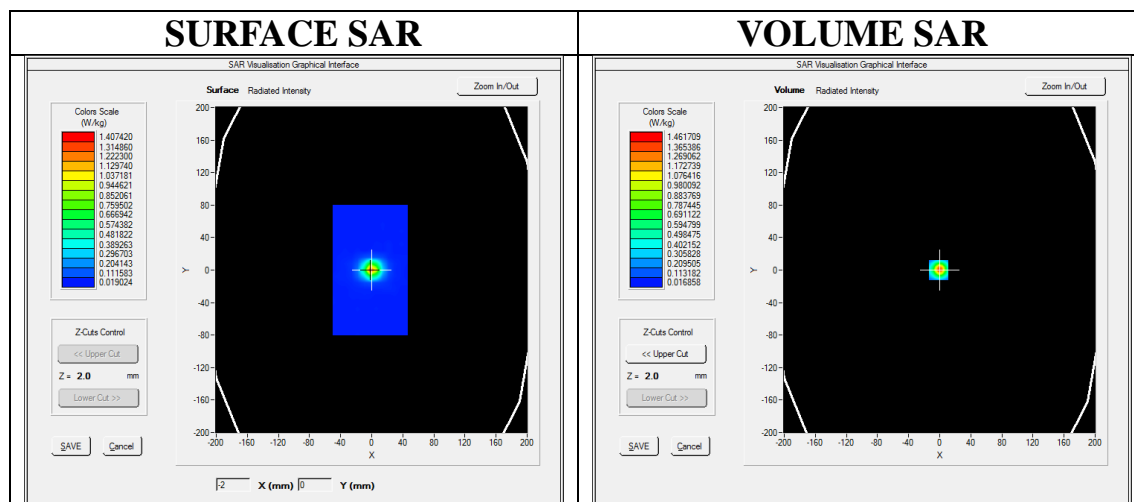 SURFACE SAR
SAR Visualisation Graphical Interface
Surface Radiated Intensity
Zoom In/Out
Colors Scale
(W/kg)
1.407420
1.314860
1.222300
1.129740
1.037181
0.944621
0.852061
0.759502
0.666942
0.574382
0.481822
0.389263
0.296703
0.204143
0.111583
0.019024
200
160
120
80
40
0
-40
-80
-120
-160
-200
Y
-200 -160 -120 -80 -40 0 40 80 120 160 200
X
Z-Cuts Control
<< Upper Cut
Z = 2.0 mm
Lower Cut >>
SAVE Cancel
-2 X (mm) 0 Y (mm)
VOLUME SAR
SAR Visualisation Graphical Interface
Volume Radiated Intensity
Zoom In/Out
Colors Scale
(W/kg)
1.461709
1.365386
1.269062
1.172739
1.076416
0.980092
0.883769
0.787445
0.691122
0.594799
0.498475
0.402152
0.305828
0.209505
0.113182
0.016858
200
160
120
80
40
0
-40
-80
-120
-160
-200
Y
-200 -160 -120 -80 -40 0 40 80 120 160 200
X
Z-Cuts Control
<< Upper Cut
Z = 2.0 mm
Lower Cut >>
SAVE Cancel